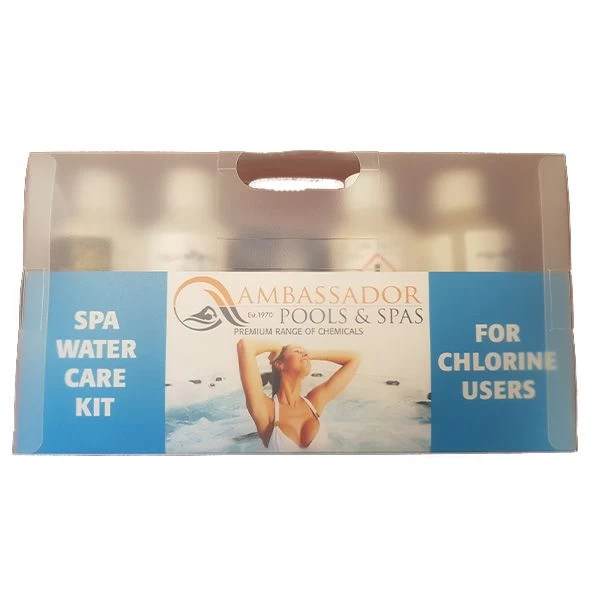 AMBASSADOR
Est.1970 POOLS & SPAS
PREMIUM RANGE OF CHEMICALS
SPA
WATER
CARE
KIT
FOR
CHLORINE
USERS